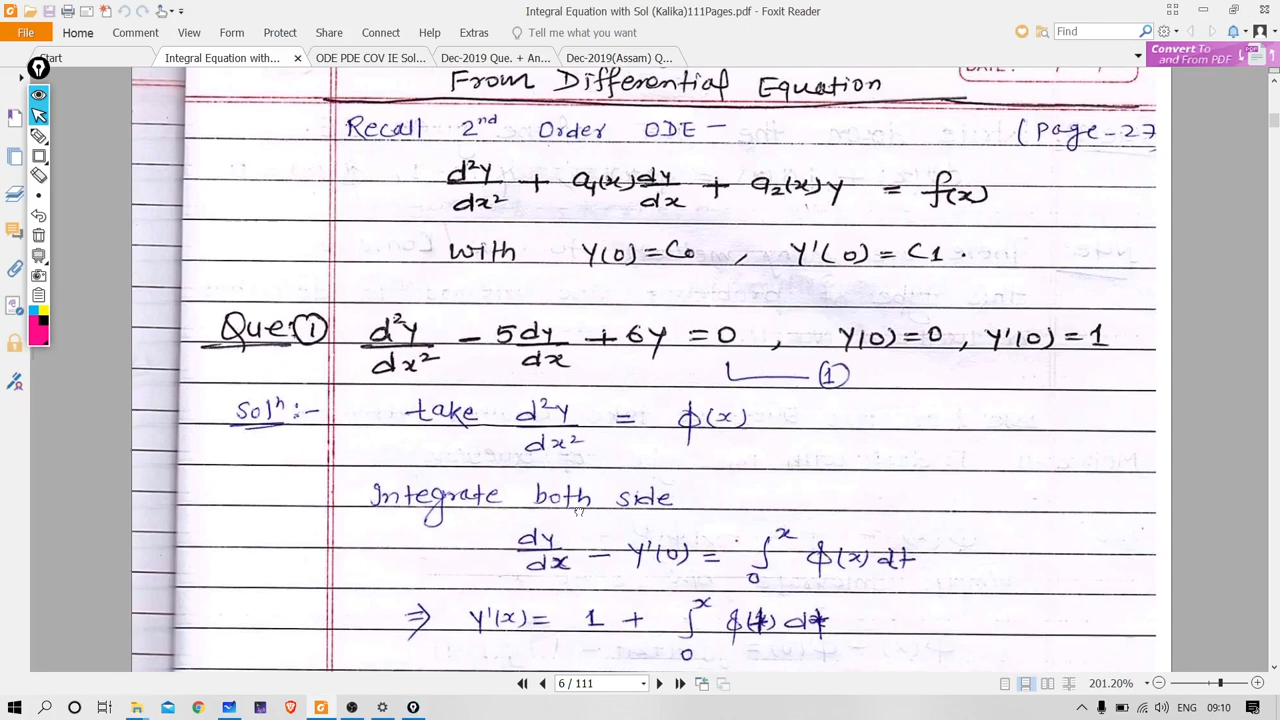 Integral Equation with Sol (Kalika)111Pages.pdf - Foxit Reader
File Home Comment View Form Protect Share Connect Help Extras Tell me what you want to do... Find
Start Integral Equation with... × ODE PDE COV IE Sol... Dec-2019 Que. + An... Dec-2019(Assam) Q... Convert To and From PDF
From Differential Equation
Recall 2nd Order ODE - (Page-27
d²y/dx² + a₁(x)dy/dx + a₂(x)y = f(x)
with y(0)=C₀ , y'(0) = C1.
Que:① d²y/dx² - 5dy/dx + 6y = 0 , y(0)=0, y'(0)=1
①
Solⁿ:- take d²y/dx² = ϕ(x)
Integrate both side
dy/dx - y'(0) = ∫₀ˣ ϕ(x)dt
⇒ y'(x) = 1 + ∫₀ˣ ϕ(t)dt
6 / 111 201.20%
ENG 09:10